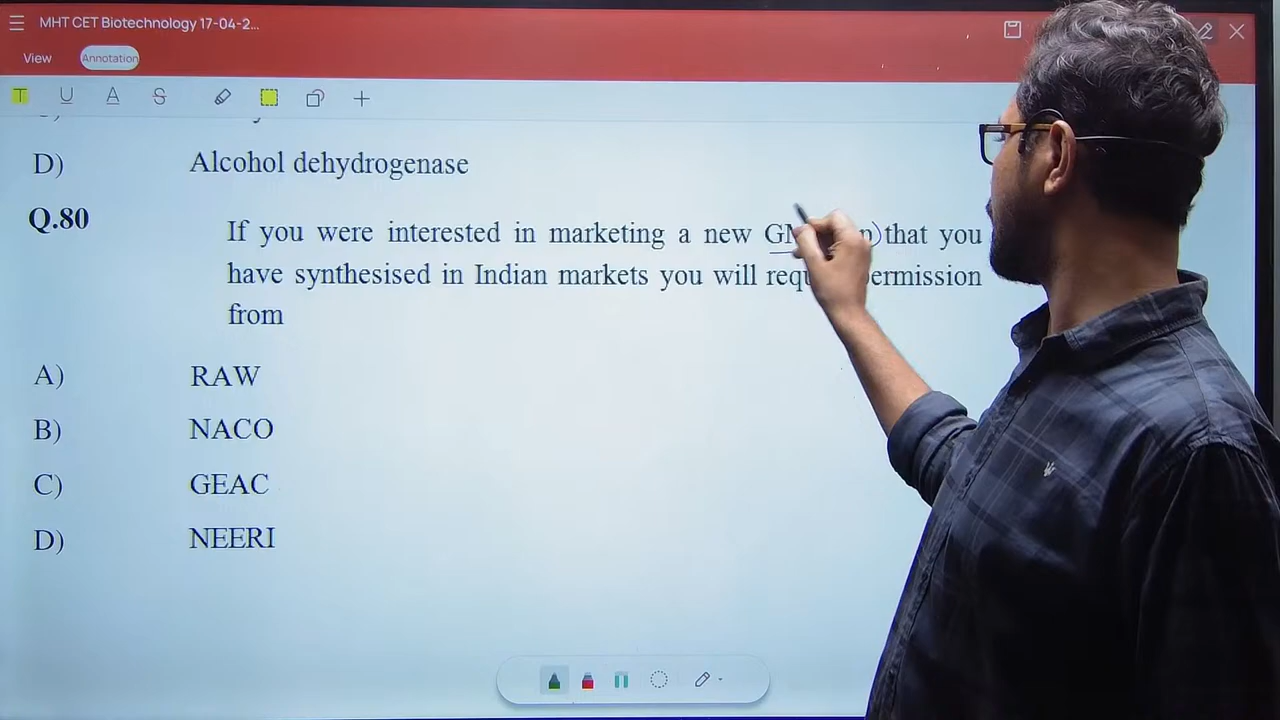 MHT CET Biotechnology 17-04-2...
View Annotation
D) Alcohol dehydrogenase
Q.80 If you were interested in marketing a new that you
have synthesised in Indian markets you will
from
A) RAW
B) NACO
C) GEAC
D) NEERI